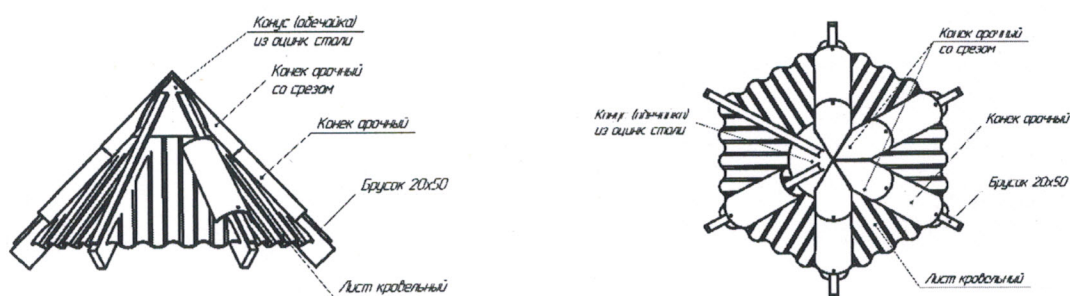 Конус (обечайка)
из оцинк. стали
Конек арочный
со срезом
Конек арочный
Брусок 20х50
Лист кровельный
Конек арочный
со срезом
Конус (обечайка)
из оцинк. стали
Конек арочный
Брусок 20х50
Лист кровельный